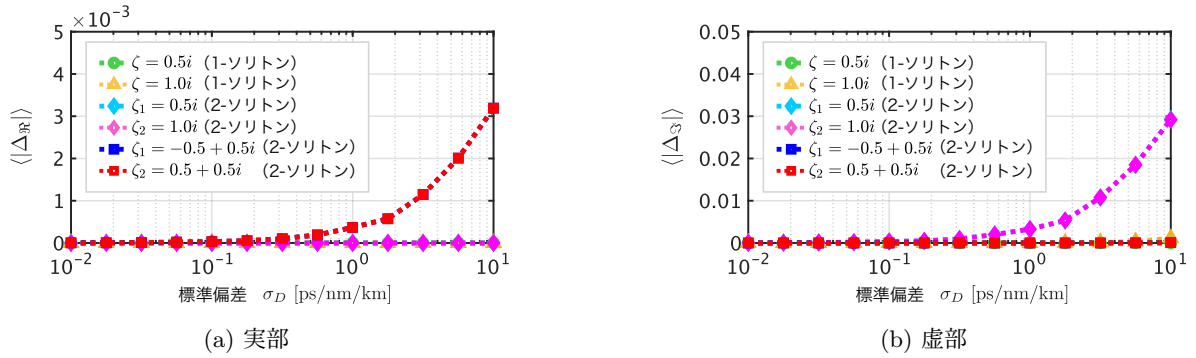 ×10⁻³
5
4
3
2
1
0
⟨|Δ_ℜ|⟩
ζ = 0.5i (1-ソリトン)
ζ = 1.0i (1-ソリトン)
ζ₁ = 0.5i (2-ソリトン)
ζ₂ = 1.0i (2-ソリトン)
ζ₁ = −0.5 + 0.5i (2-ソリトン)
ζ₂ = 0.5 + 0.5i (2-ソリトン)
10⁻² 10⁻¹ 10⁰ 10¹
標準偏差 σ_D [ps/nm/km]
(a) 実部
0.05
0.04
0.03
0.02
0.01
0
⟨|Δ_ℑ|⟩
ζ = 0.5i (1-ソリトン)
ζ = 1.0i (1-ソリトン)
ζ₁ = 0.5i (2-ソリトン)
ζ₂ = 1.0i (2-ソリトン)
ζ₁ = −0.5 + 0.5i (2-ソリトン)
ζ₂ = 0.5 + 0.5i (2-ソリトン)
10⁻² 10⁻¹ 10⁰ 10¹
標準偏差 σ_D [ps/nm/km]
(b) 虚部